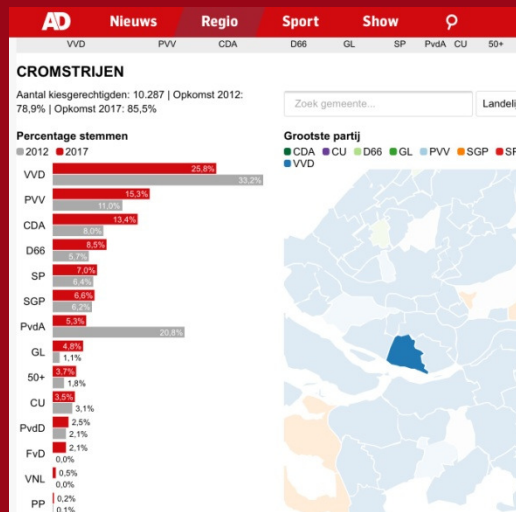 AD Nieuws Regio Sport Show
VVD PVV CDA D66 GL SP PvdA CU 50+
CROMSTRIJEN
Aantal kiesgerechtigden: 10.287 | Opkomst 2012:
78,9% | Opkomst 2017: 85,5%
Zoek gemeente...
Landelij
Percentage stemmen
2012 2017
VVD 25,8%
33,2%
PVV 15,3%
11,0%
CDA 13,4%
8,0%
D66 8,5%
5,7%
SP 7,0%
6,4%
SGP 6,6%
6,2%
PvdA 5,3%
20,8%
GL 4,8%
1,1%
50+ 3,7%
1,8%
CU 3,5%
3,1%
PvdD 2,5%
2,1%
FvD 2,1%
0,0%
VNL 0,5%
0,0%
PP 0,2%
0,1%
Grootste partij
CDA CU D66 GL PVV SGP SP
VVD